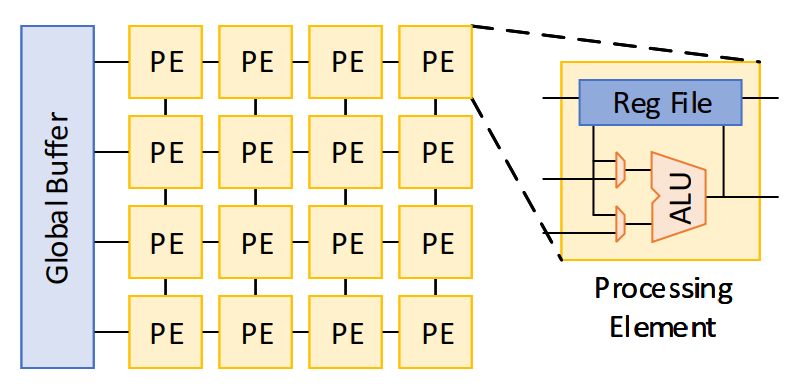 Global Buffer
PE PE PE PE
PE PE PE PE
PE PE PE PE
PE PE PE PE
Reg File
ALU
Processing
Element